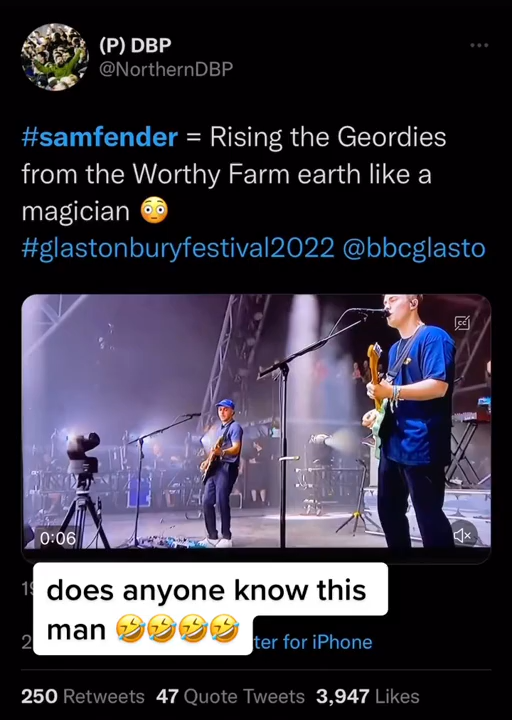 (P) DBP
@NorthernDBP
#samfender = Rising the Geordies
from the Worthy Farm earth like a
magician 😳
#glastonburyfestival2022 @bbcglasto
CC
0:06
does anyone know this
man 🤣🤣🤣🤣
ter for iPhone
250 Retweets 47 Quote Tweets 3,947 Likes